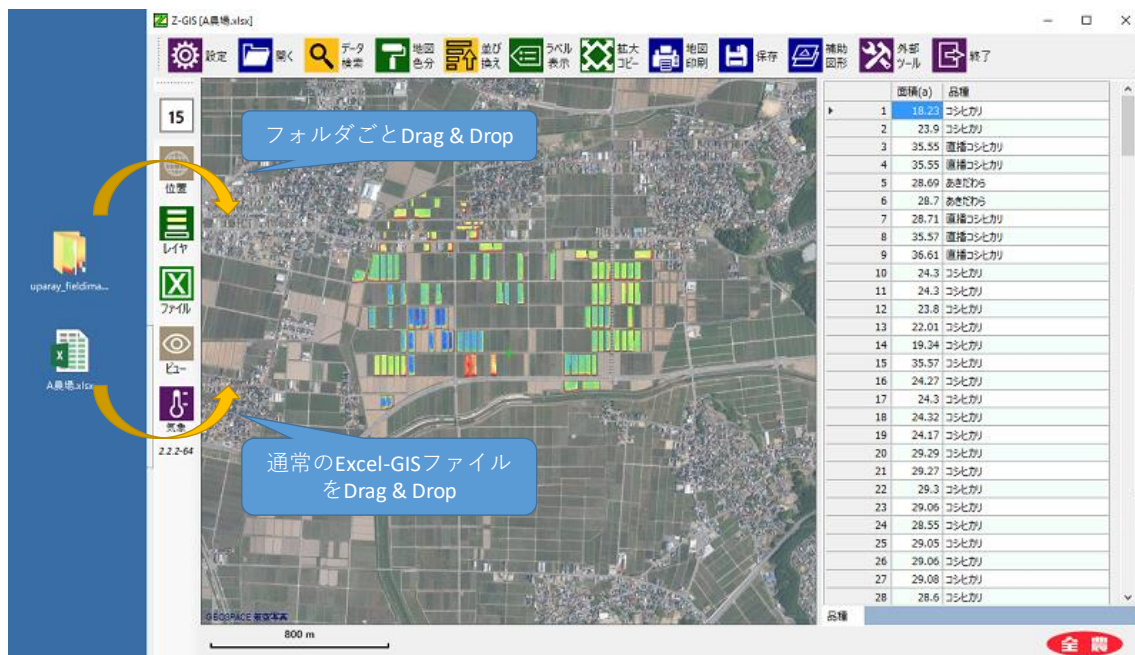 Z-GIS [A農場.xlsx]
設定
開く
データ
検索
地図
色分
並び
換え
ラベル
表示
拡大
コピー
地図
印刷
保存
補助
図形
外部
ツール
終了
15
位置
レイヤ
ファイル
ビュー
気象
2.2.2-64
uparay_fieldima...
A農場.xlsx
フォルダごとDrag & Drop
通常のExcel-GISファイル
をDrag & Drop
GEOSPACE 航空写真
800 m
面積(a) 品種
1 18.23 コシヒカリ
2 23.9 コシヒカリ
3 35.55 直播コシヒカリ
4 35.55 直播コシヒカリ
5 28.69 あきだわら
6 28.7 あきだわら
7 28.71 直播コシヒカリ
8 35.57 直播コシヒカリ
9 36.61 直播コシヒカリ
10 24.3 コシヒカリ
11 24.3 コシヒカリ
12 23.8 コシヒカリ
13 22.01 コシヒカリ
14 19.34 コシヒカリ
15 35.57 コシヒカリ
16 24.27 コシヒカリ
17 24.3 コシヒカリ
18 24.32 コシヒカリ
19 24.17 コシヒカリ
20 29.29 コシヒカリ
21 29.27 コシヒカリ
22 29.3 コシヒカリ
23 29.06 コシヒカリ
24 28.55 コシヒカリ
25 29.05 コシヒカリ
26 29.06 コシヒカリ
27 29.08 コシヒカリ
28 28.6 コシヒカリ
品種
全農